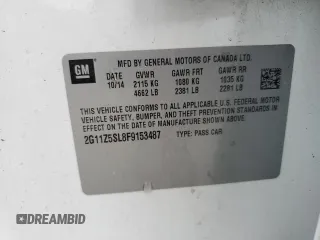 GM
MFD BY GENERAL MOTORS OF CANADA LTD.
DATE GVWR GAWR FRT GAWR RR
10/14 2115 KG 1080 KG 1035 KG
4662 LB 2381 LB 2281 LB
THIS VEHICLE CONFORMS TO ALL APPLICABLE U.S. FEDERAL MOTOR
VEHICLE SAFETY, BUMPER, AND THEFT PREVENTION STANDARDS IN
EFFECT ON THE DATE OF MANUFACTURE SHOWN ABOVE.
2G11Z5SL8F9153487 TYPE: PASS CAR
© AUTOBIDCAR.COM